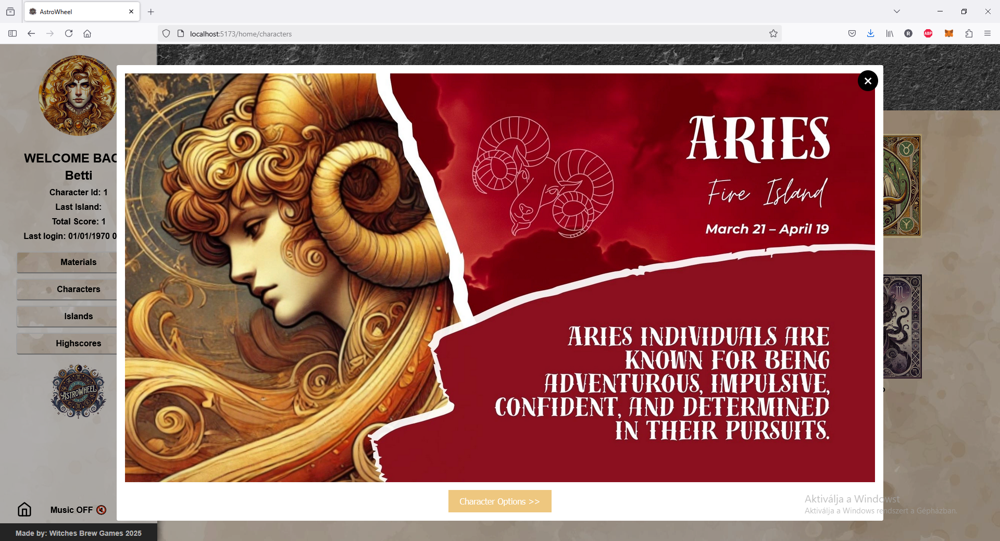 AstroWheel
localhost:5173/home/characters
R
ABP
WELCOME BAC
Betti
Character Id: 1
Last Island:
Total Score: 1
Last login: 01/01/1970 0
Materials
Characters
Islands
Highscores
ASTROWHEEL
Music OFF
Made by: Witches Brew Games 2025
ARIES
Fire Island
March 21 – April 19
ARIES INDIVIDUALS ARE
KNOWN FOR BEING
ADVENTUROUS, IMPULSIVE,
CONFIDENT, AND DETERMINED
IN THEIR PURSUITS.
Character Options >>
Aktiválja a Windowst
Aktiválja a Windows rendszert a Gépházban.